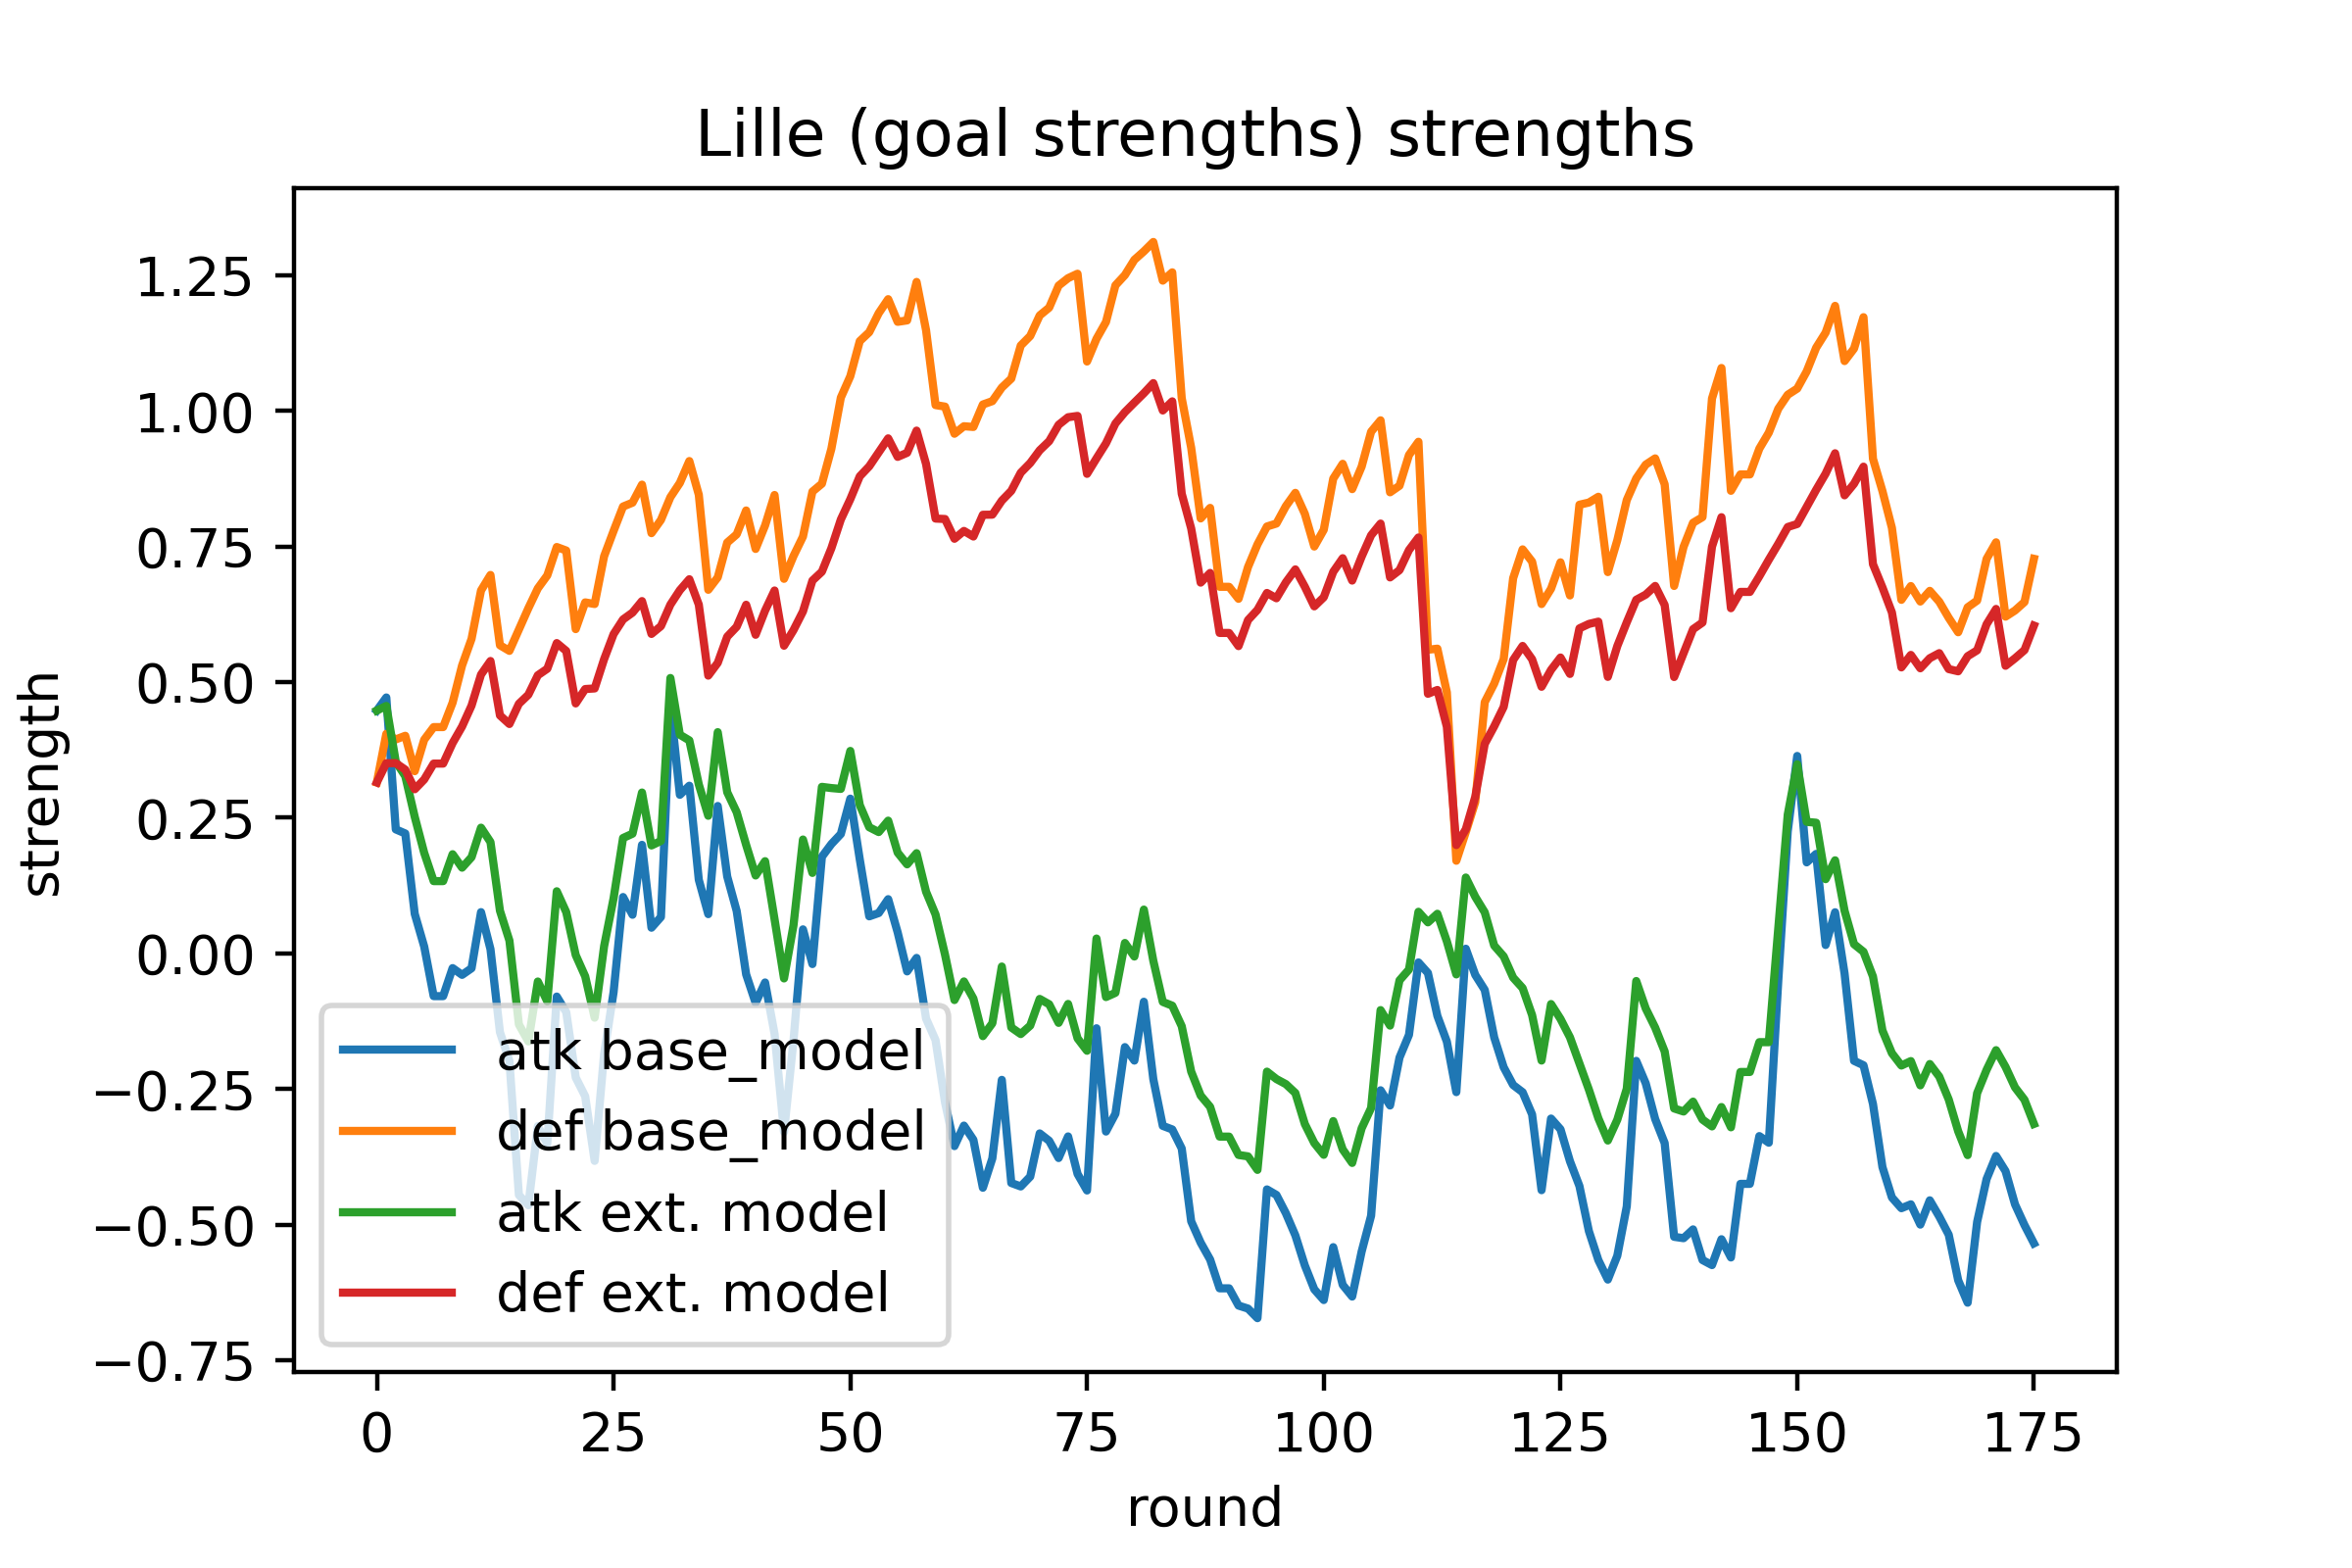 Lille (goal strengths) strengths
strength
1.25
1.00
0.75
0.50
0.25
0.00
−0.25
−0.50
−0.75
atk base_model
def base_model
atk ext. model
def ext. model
0 25 50 75 100 125 150 175
round